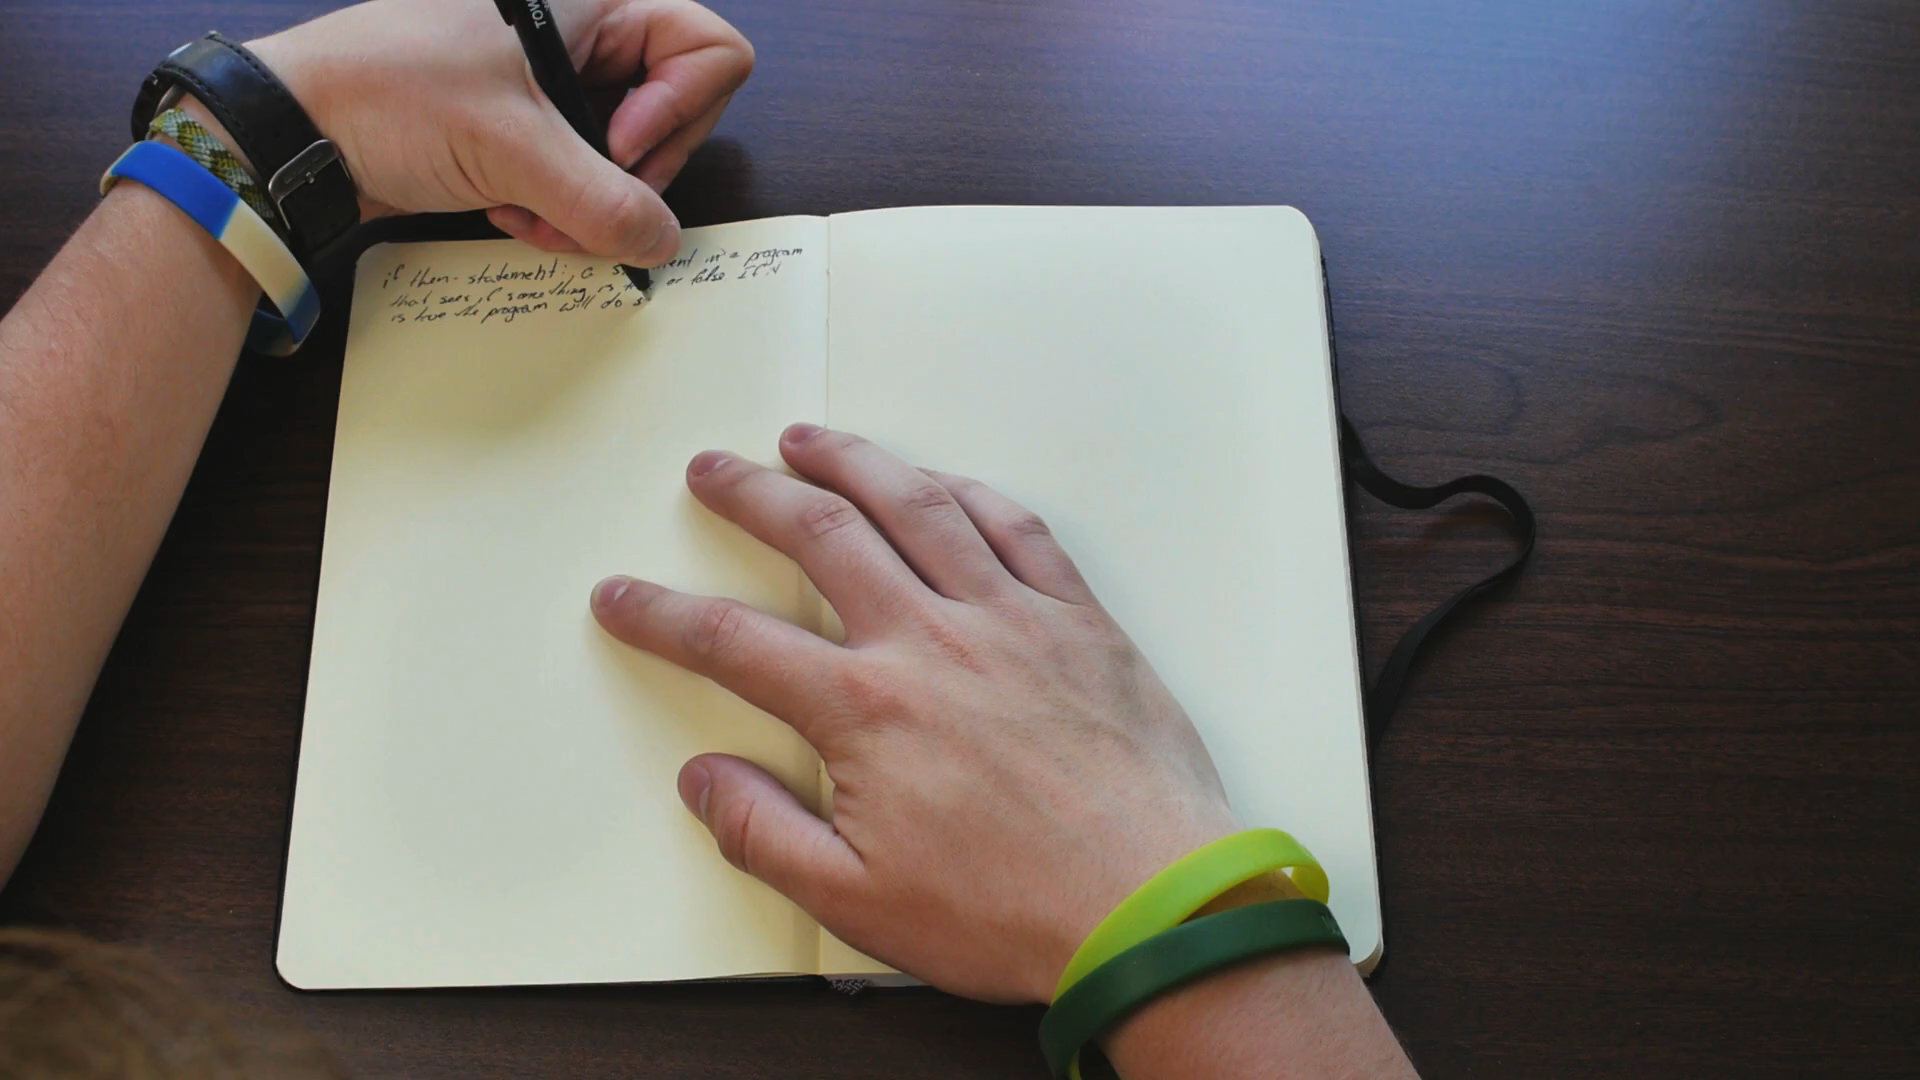 TOW
if then-statement: a statement in a program
that sees if something is true or false If it
is true the program will do s